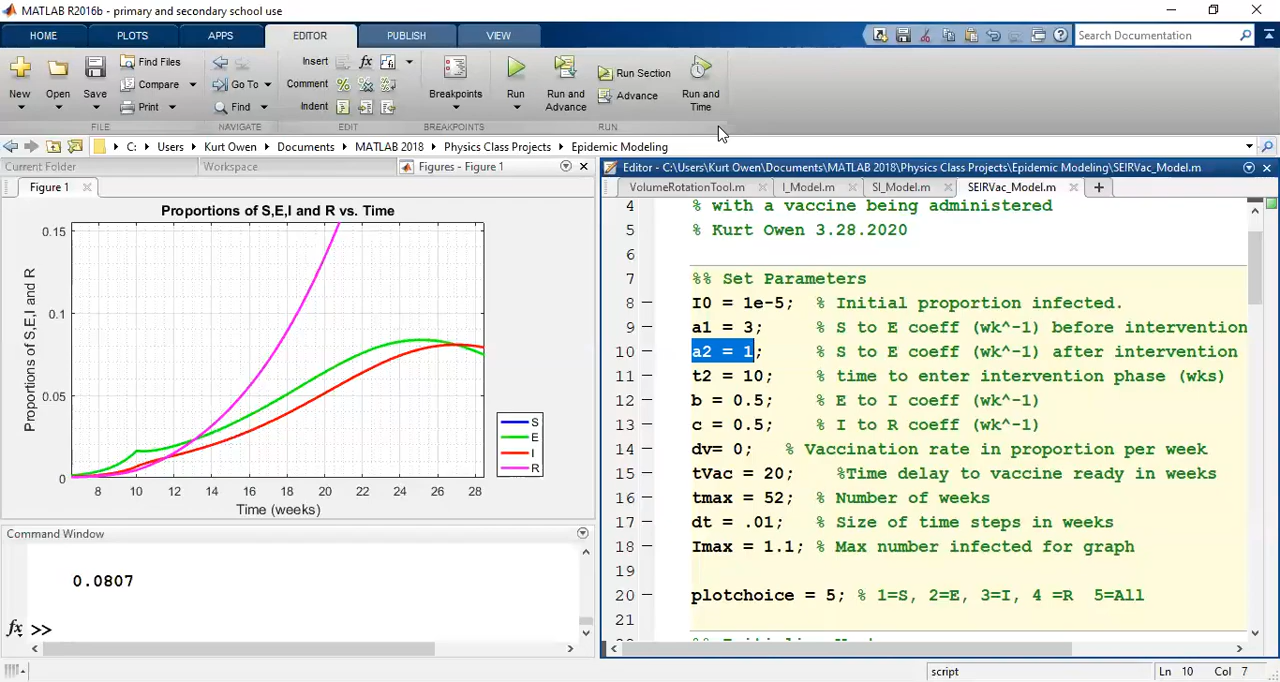 MATLAB R2016b - primary and secondary school use
HOME PLOTS APPS EDITOR PUBLISH VIEW Search Documentation
Find Files Insert fx Run Section
Compare Go To Comment
New Open Save Print Find Indent Breakpoints Run Run and Advance Advance Run and Time
FILE NAVIGATE EDIT BREAKPOINTS RUN
C: Users Kurt Owen Documents MATLAB 2018 Physics Class Projects Epidemic Modeling
Current Folder Workspace Figures - Figure 1
Figure 1
Proportions of S,E,I and R vs. Time
Proportions of S,E,I and R
0.15
0.1
0.05
0
8 10 12 14 16 18 20 22 24 26 28
Time (weeks)
S
E
I
R
Command Window
0.0807
fx >>
Editor - C:\Users\Kurt Owen\Documents\MATLAB 2018\Physics Class Projects\Epidemic Modeling\SEIRVac_Model.m
VolumeRotationTool.m I_Model.m SI_Model.m SEIRVac_Model.m
4 % with a vaccine being administered
5 % Kurt Owen 3.28.2020
6
7 %% Set Parameters
8 I0 = 1e-5; % Initial proportion infected.
9 a1 = 3; % S to E coeff (wk^-1) before intervention
10 a2 = 1; % S to E coeff (wk^-1) after intervention
11 t2 = 10; % time to enter intervention phase (wks)
12 b = 0.5; % E to I coeff (wk^-1)
13 c = 0.5; % I to R coeff (wk^-1)
14 dv= 0; % Vaccination rate in proportion per week
15 tVac = 20; %Time delay to vaccine ready in weeks
16 tmax = 52; % Number of weeks
17 dt = .01; % Size of time steps in weeks
18 Imax = 1.1; % Max number infected for graph
19
20 plotchoice = 5; % 1=S, 2=E, 3=I, 4 =R 5=All
21
script Ln 10 Col 7